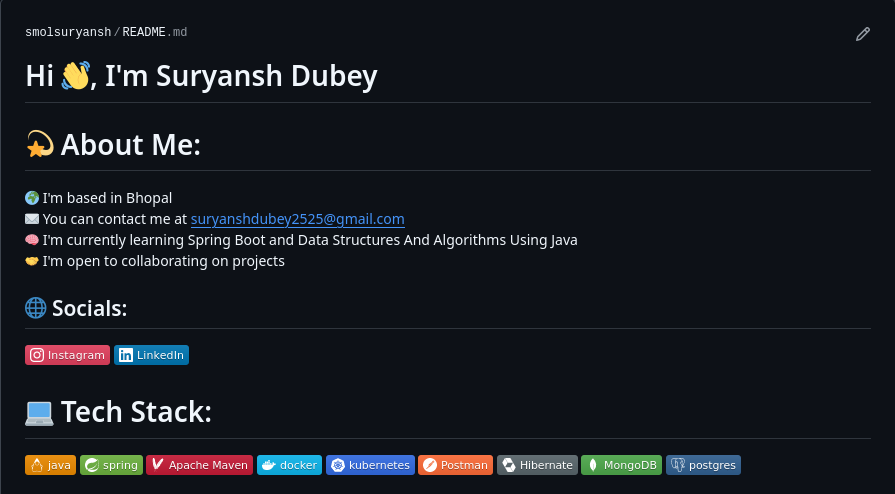 smolsuryansh/README.md
Hi 👋, I'm Suryansh Dubey
💫 About Me:
🌍 I'm based in Bhopal
✉️ You can contact me at suryanshdubey2525@gmail.com
🧠 I'm currently learning Spring Boot and Data Structures And Algorithms Using Java
🤝 I'm open to collaborating on projects
🌐 Socials:
Instagram LinkedIn
💻 Tech Stack:
java spring Apache Maven docker kubernetes Postman Hibernate MongoDB postgres